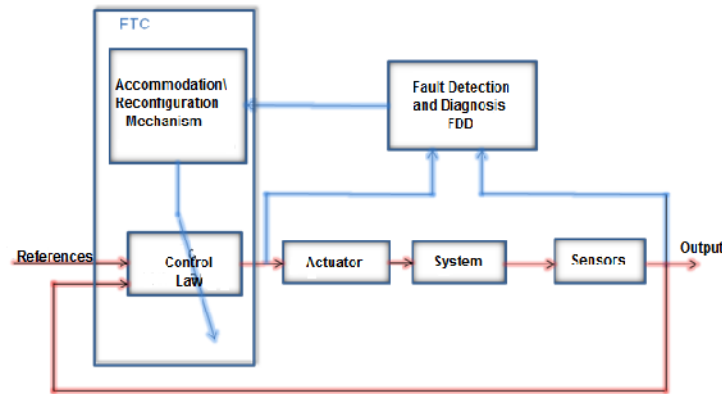 FTC
Accommodation\
Reconfiguration
Mechanism
Fault Detection
and Diagnosis
FDD
References
Control
Law
Actuator
System
Sensors
Output